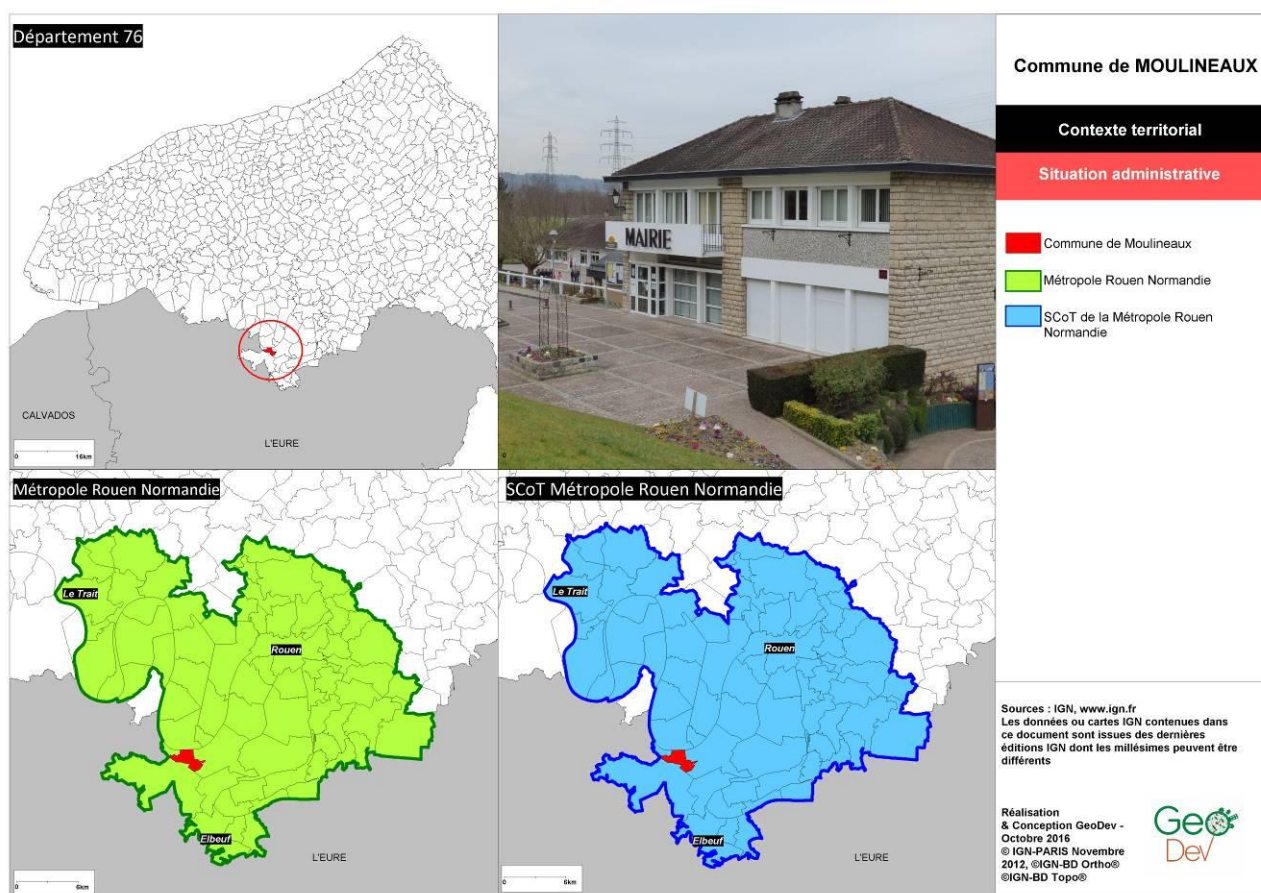 Département 76
CALVADOS
L'EURE
16km
MAIRIE
Commune de MOULINEAUX
Contexte territorial
Situation administrative
Commune de Moulineaux
Métropole Rouen Normandie
SCoT de la Métropole Rouen
Normandie
Métropole Rouen Normandie
Le Trait
Rouen
Elbeuf
L'EURE
0
6km
SCoT Métropole Rouen Normandie
Le Trait
Rouen
Elbeuf
L'EURE
0
6km
Sources : IGN, www.ign.fr
Les données ou cartes IGN contenues dans
ce document sont issues des dernières
éditions IGN dont les millésimes peuvent être
différents
Réalisation
& Conception GeoDev -
Octobre 2016
© IGN-PARIS Novembre
2012, ©IGN-BD Ortho®
©IGN-BD Topo®
Geo
Dev